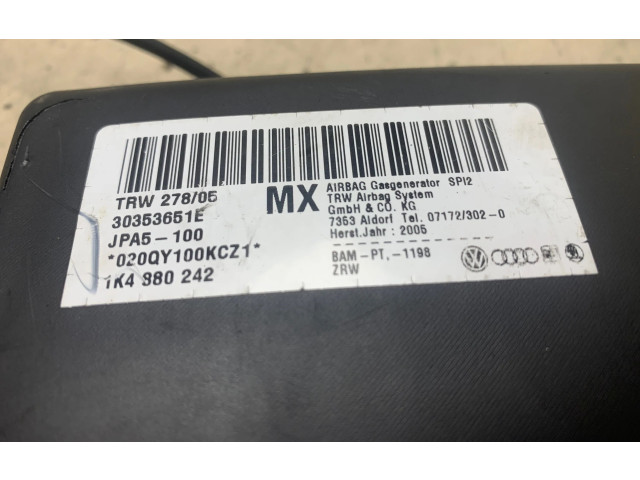 TRW 278/05
30353651E
JPA5-100
*020QY100KCZ1*
1K4 980 242
MX
AIRBAG Gasgenerator SPI2
TRW Airbag System
GmbH & CO. KG
7353 Aldorf Tel. 07172/302-0
Herst.Jahr : 2005
BAM-PT.-1198
ZRW